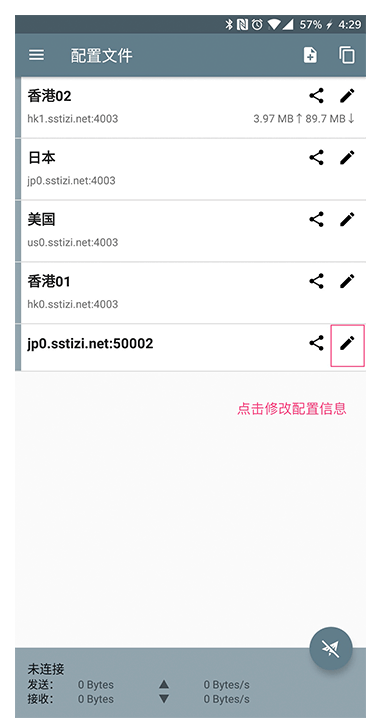 57% 4:29
配置文件
香港02
hk1.sstizi.net:4003 3.97 MB↑89.7 MB↓
日本
jp0.sstizi.net:4003
美国
us0.sstizi.net:4003
香港01
hk0.sstizi.net:4003
jp0.sstizi.net:50002
点击修改配置信息
未连接
发送: 0 Bytes ▲ 0 Bytes/s
接收: 0 Bytes ▼ 0 Bytes/s